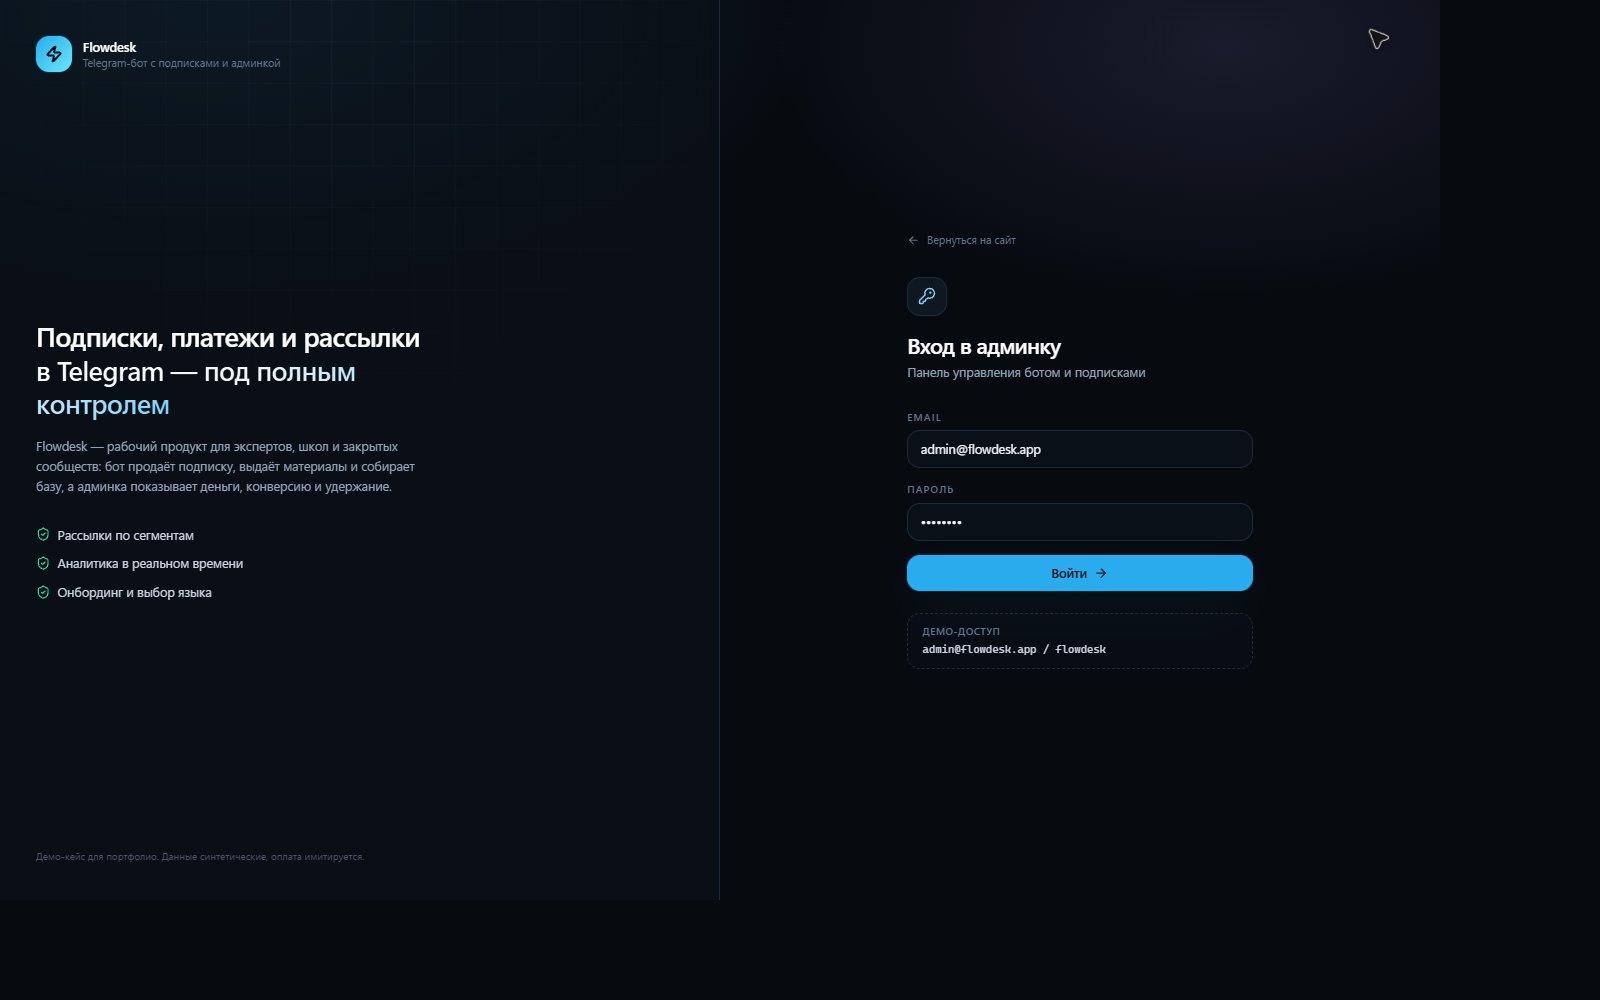 Flowdesk
Telegram-бот с подписками и админкой
Подписки, платежи и рассылки
в Telegram — под полным
контролем
Flowdesk — рабочий продукт для экспертов, школ и закрытых
сообществ: бот продаёт подписку, выдаёт материалы и собирает
базу, а админка показывает деньги, конверсию и удержание.
Рассылки по сегментам
Аналитика в реальном времени
Онбординг и выбор языка
Демо-кейс для портфолио. Данные синтетические, оплата имитируется.
Вернуться на сайт
Вход в админку
Панель управления ботом и подписками
EMAIL
admin@flowdesk.app
ПАРОЛЬ
••••••••
Войти
ДЕМО-ДОСТУП
admin@flowdesk.app / flowdesk